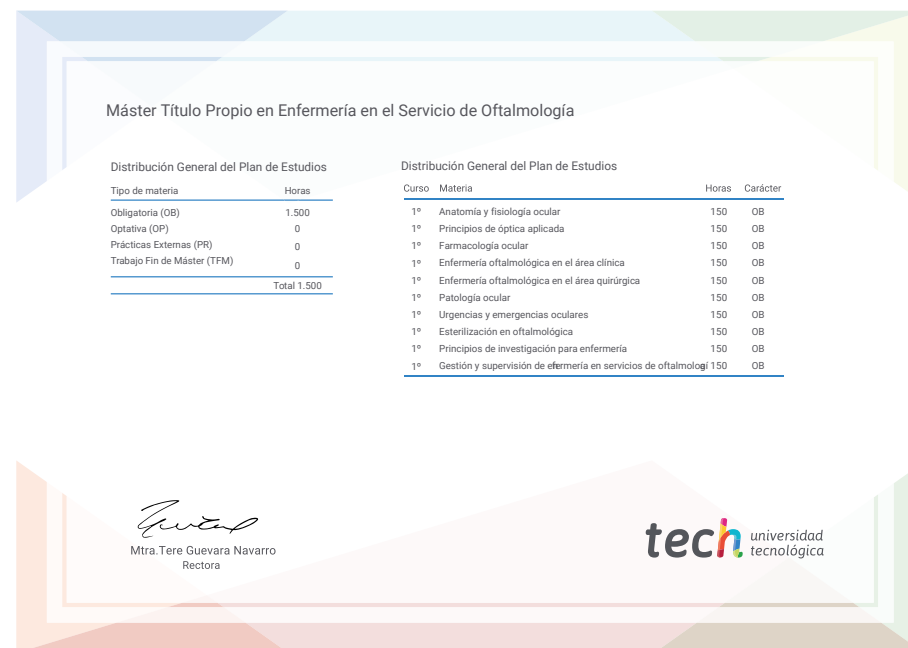 Máster Título Propio en Enfermería en el Servicio de Oftalmología
Distribución General del Plan de Estudios
Tipo de materia Horas
Obligatoria (OB) 1.500
Optativa (OP) 0
Prácticas Externas (PR) 0
Trabajo Fin de Máster (TFM) 0
Total 1.500
Distribución General del Plan de Estudios
Curso Materia Horas Carácter
1º Anatomía y fisiología ocular 150 OB
1º Principios de óptica aplicada 150 OB
1º Farmacología ocular 150 OB
1º Enfermería oftalmológica en el área clínica 150 OB
1º Enfermería oftalmológica en el área quirúrgica 150 OB
1º Patología ocular 150 OB
1º Urgencias y emergencias oculares 150 OB
1º Esterilización en oftalmológica 150 OB
1º Principios de investigación para enfermería 150 OB
1º Gestión y supervisión de enfermería en servicios de oftalmología 150 OB
Mtra.Tere Guevara Navarro
Rectora
tech universidad
tecnológica